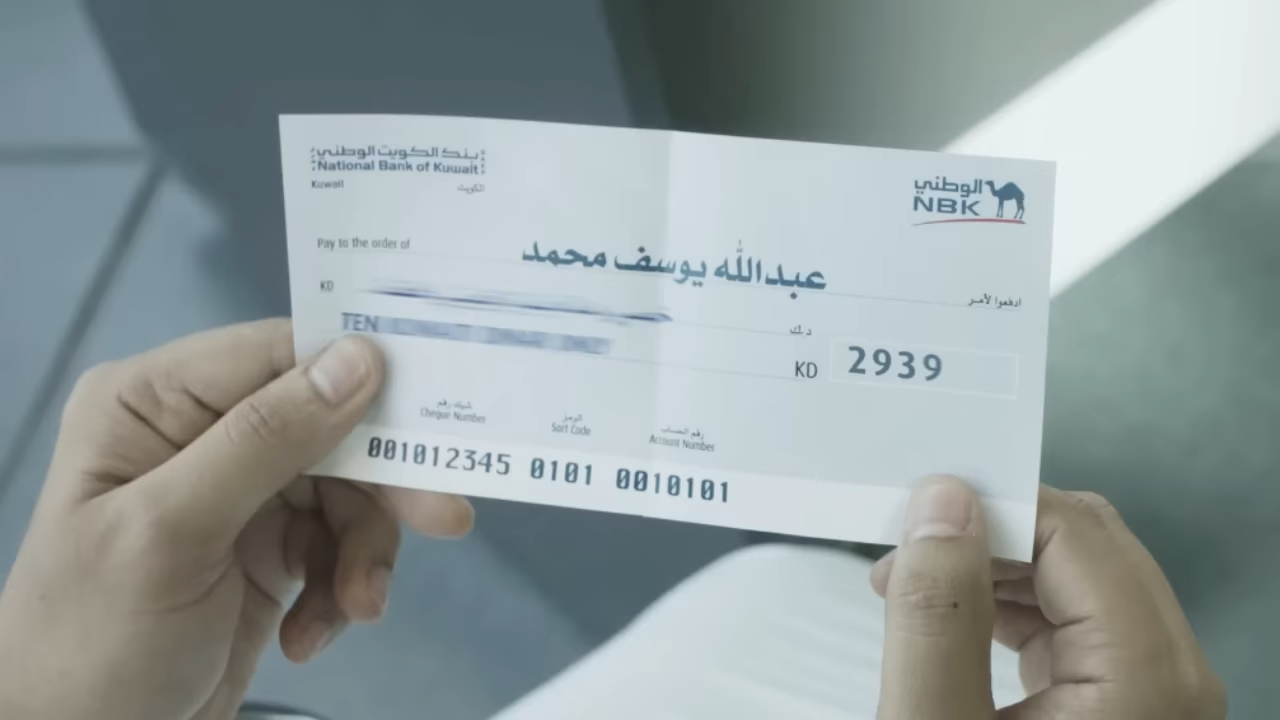 بنك الكويت الوطني
National Bank of Kuwait
Kuwait الكويت
الوطني
NBK
Pay to the order of عبدالله يوسف محمد ادفعوا لأمر
KD د.ك
TEN
KD 2939
شيك رقم الرمز رقم الحساب
Cheque Number Sort Code Account Number
001012345 0101 0010101